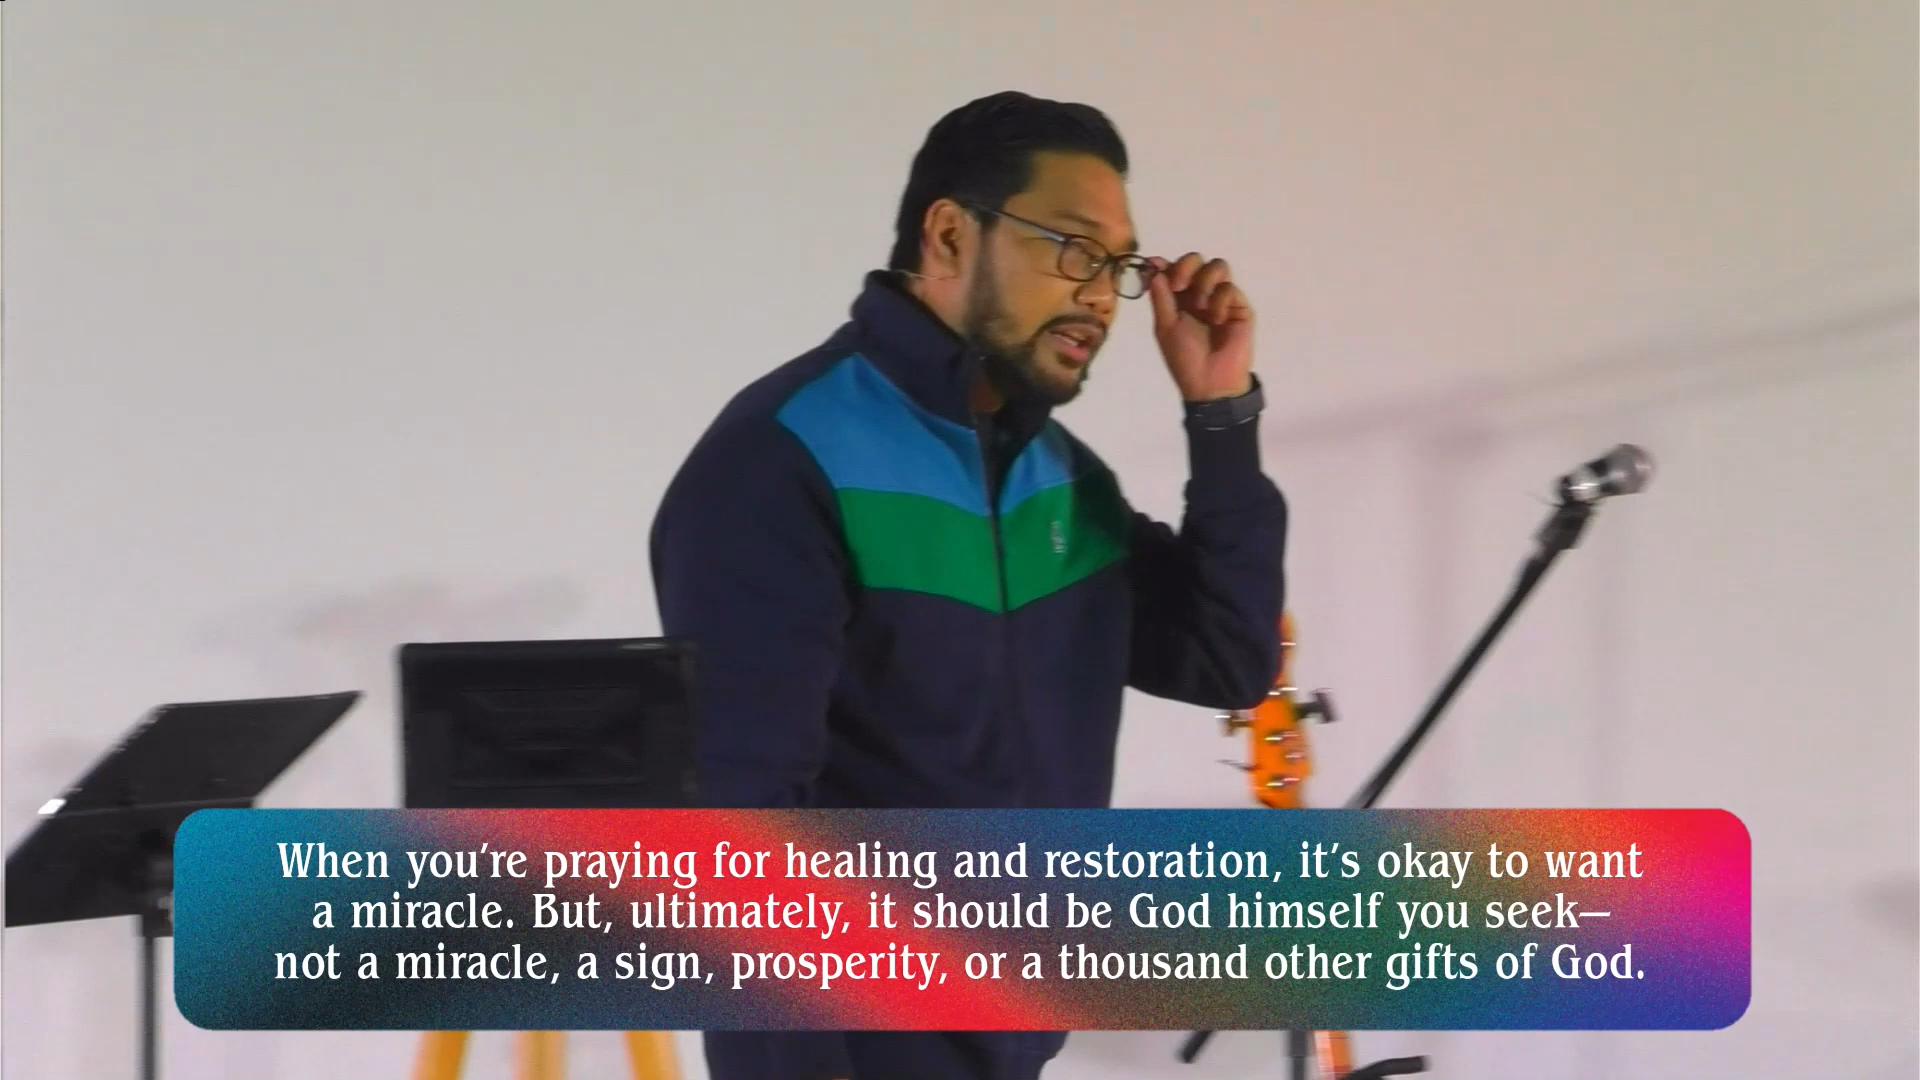 When you’re praying for healing and restoration, it’s okay to want
a miracle. But, ultimately, it should be God himself you seek—
not a miracle, a sign, prosperity, or a thousand other gifts of God.